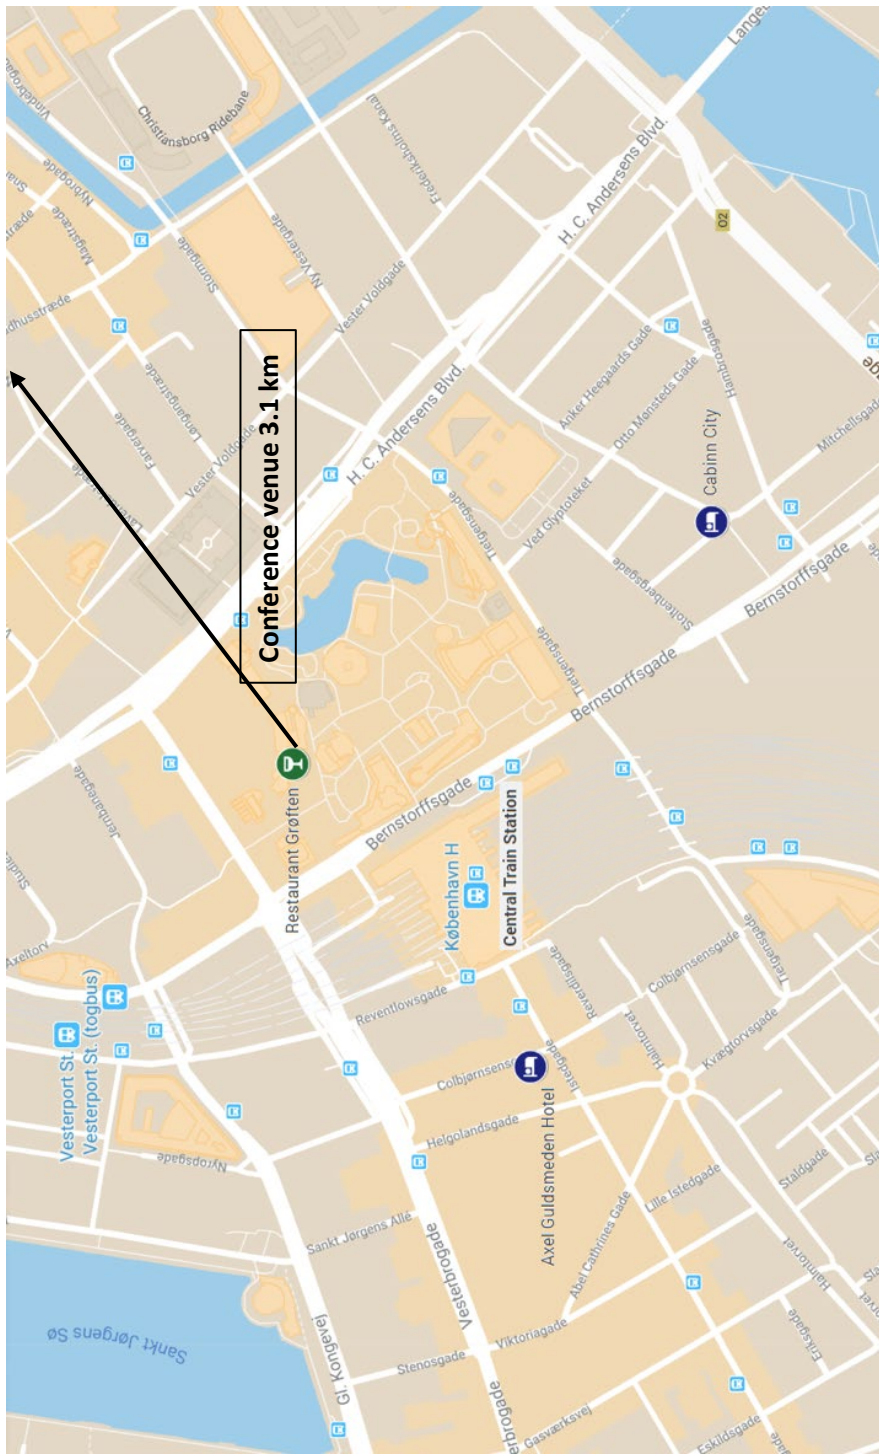 Sankt Jørgens Sø
Vesterport St.
Vesterport St. (togbus)
Axeltorv
Jernbanegade
Nyropsgade
Gl. Kongevej
Sankt Jørgens Allé
Stenosgade
Vesterbrogade
Reventlowsgade
Helgolandsgade
Viktoriagade
Gasværksvej
Restaurant Grøften
Conference venue 3.1 km
Farvergade
Longangstræde
Magstræde
Nybrogade
Vindebrogade
Stormgade
Christiansborg Ridebane
Ny Vestergade
Vester Voldgade
Vester Voldgade
Frederiksholms Kanal
H. C. Andersens Blvd.
H. C. Andersens Blvd.
Bernstorffsgade
København H
Central Train Station
Axel Guldsmeden Hotel
Istedgade
Abel Cathrines Gade
Lille Istedgade
Reverdilsgade
Halmtorvet
Colbjørnsensgade
Kvægtorvsgade
Tietgensgade
Tietgensgade
Tietgensgade
Bernstorffsgade
Bernstorffsgade
Ved Glyptoteket
Stoltenbergsgade
Anker Heegaards Gade
Otto Mønsteds Gade
Hambrosgade
Cabinn City
O2
Eskildsgade
Eriksgade
Halmtorvet
Staldgade